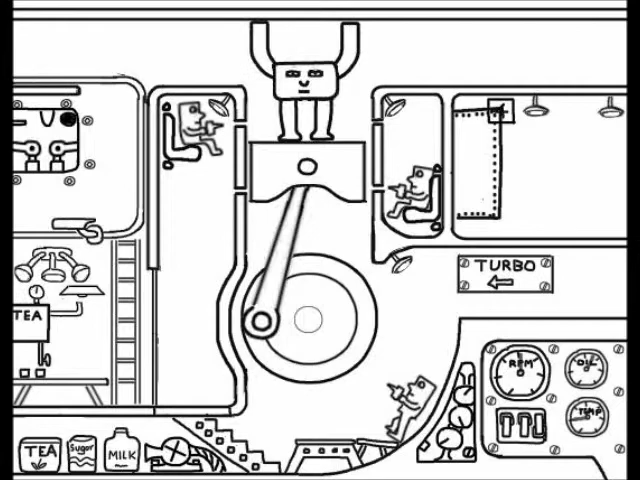 TURBO
TEA
RPM
OIL
TEMP
TEA
Sugar
MILK